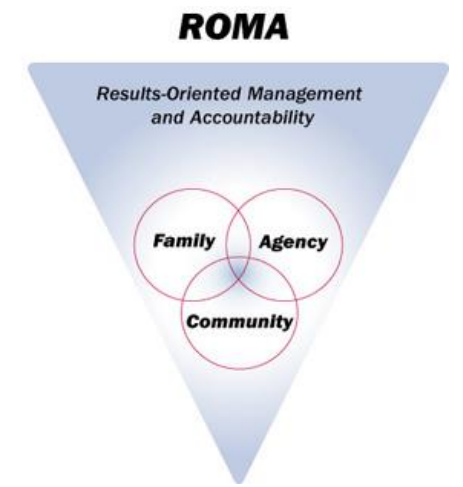 ROMA
Results-Oriented Management
and Accountability
Family
Agency
Community